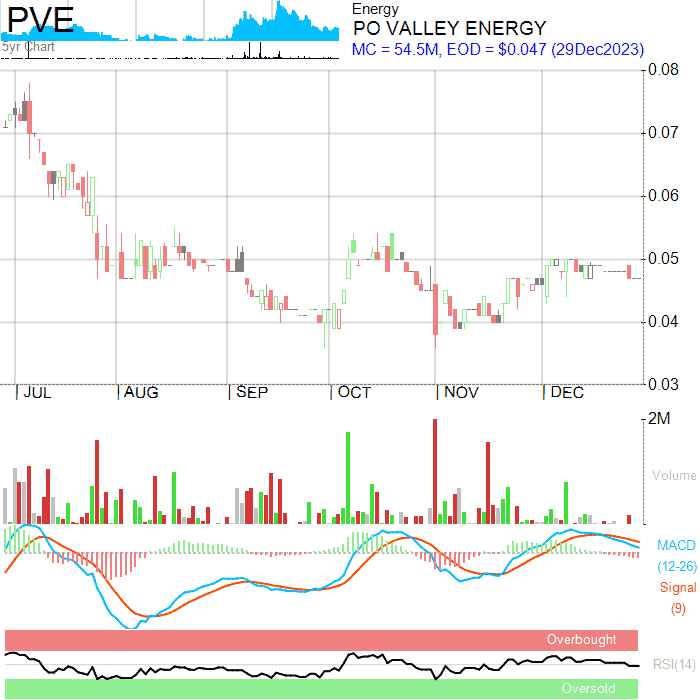 PVE
5yr Chart
Energy
PO VALLEY ENERGY
MC = 54.5M, EOD = $0.047 (29Dec2023)
0.08
0.07
0.06
0.05
0.04
0.03
JUL AUG SEP OCT NOV DEC
2M
Volume
MACD
(12-26)
Signal
(9)
Overbought
RSI(14)
Oversold